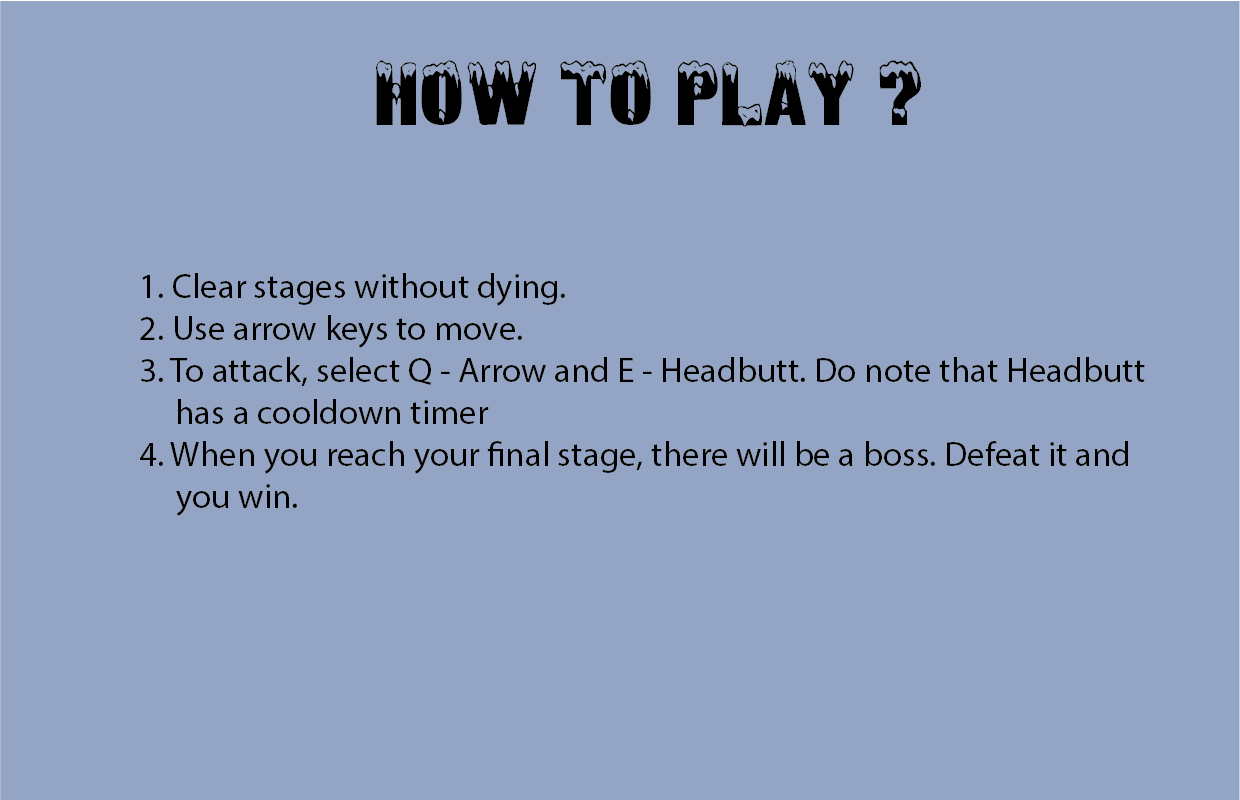 HOW TO PLAY ?
1. Clear stages without dying.
2. Use arrow keys to move.
3. To attack, select Q - Arrow and E - Headbutt. Do note that Headbutt
has a cooldown timer
4. When you reach your final stage, there will be a boss. Defeat it and
you win.